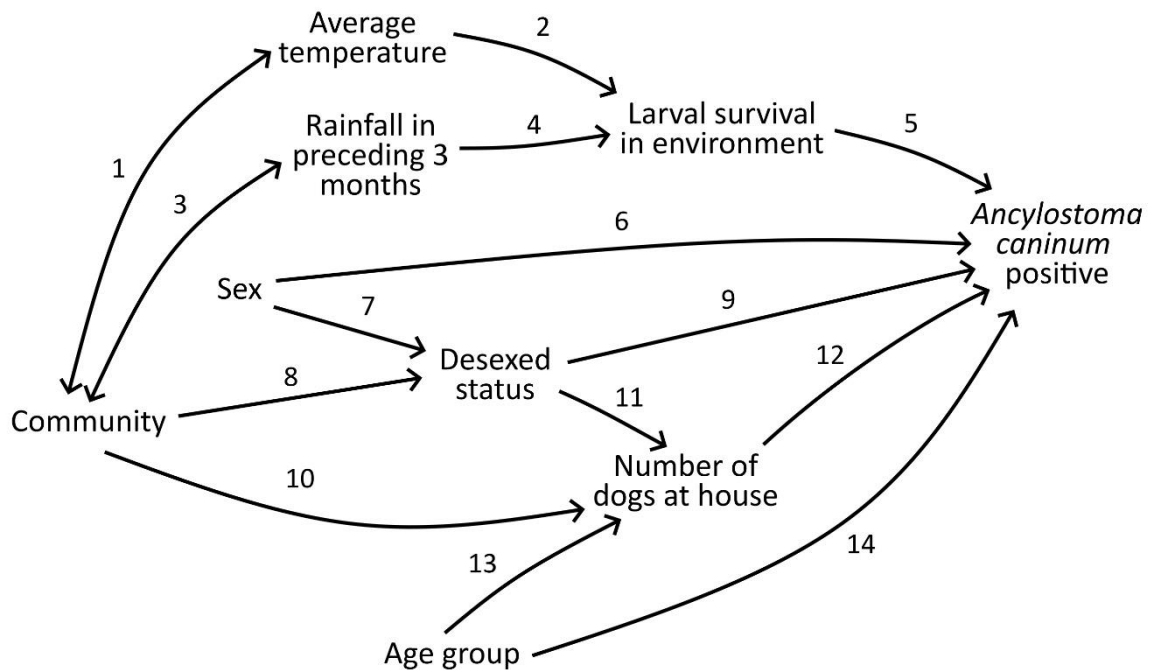 Average
temperature
2
1
Rainfall in
preceding 3
months
4
Larval survival
in environment
5
3
Ancylostoma
caninum
positive
6
Sex
7
9
Desexed
status
8
12
11
Community
10
Number of
dogs at house
13
14
Age group